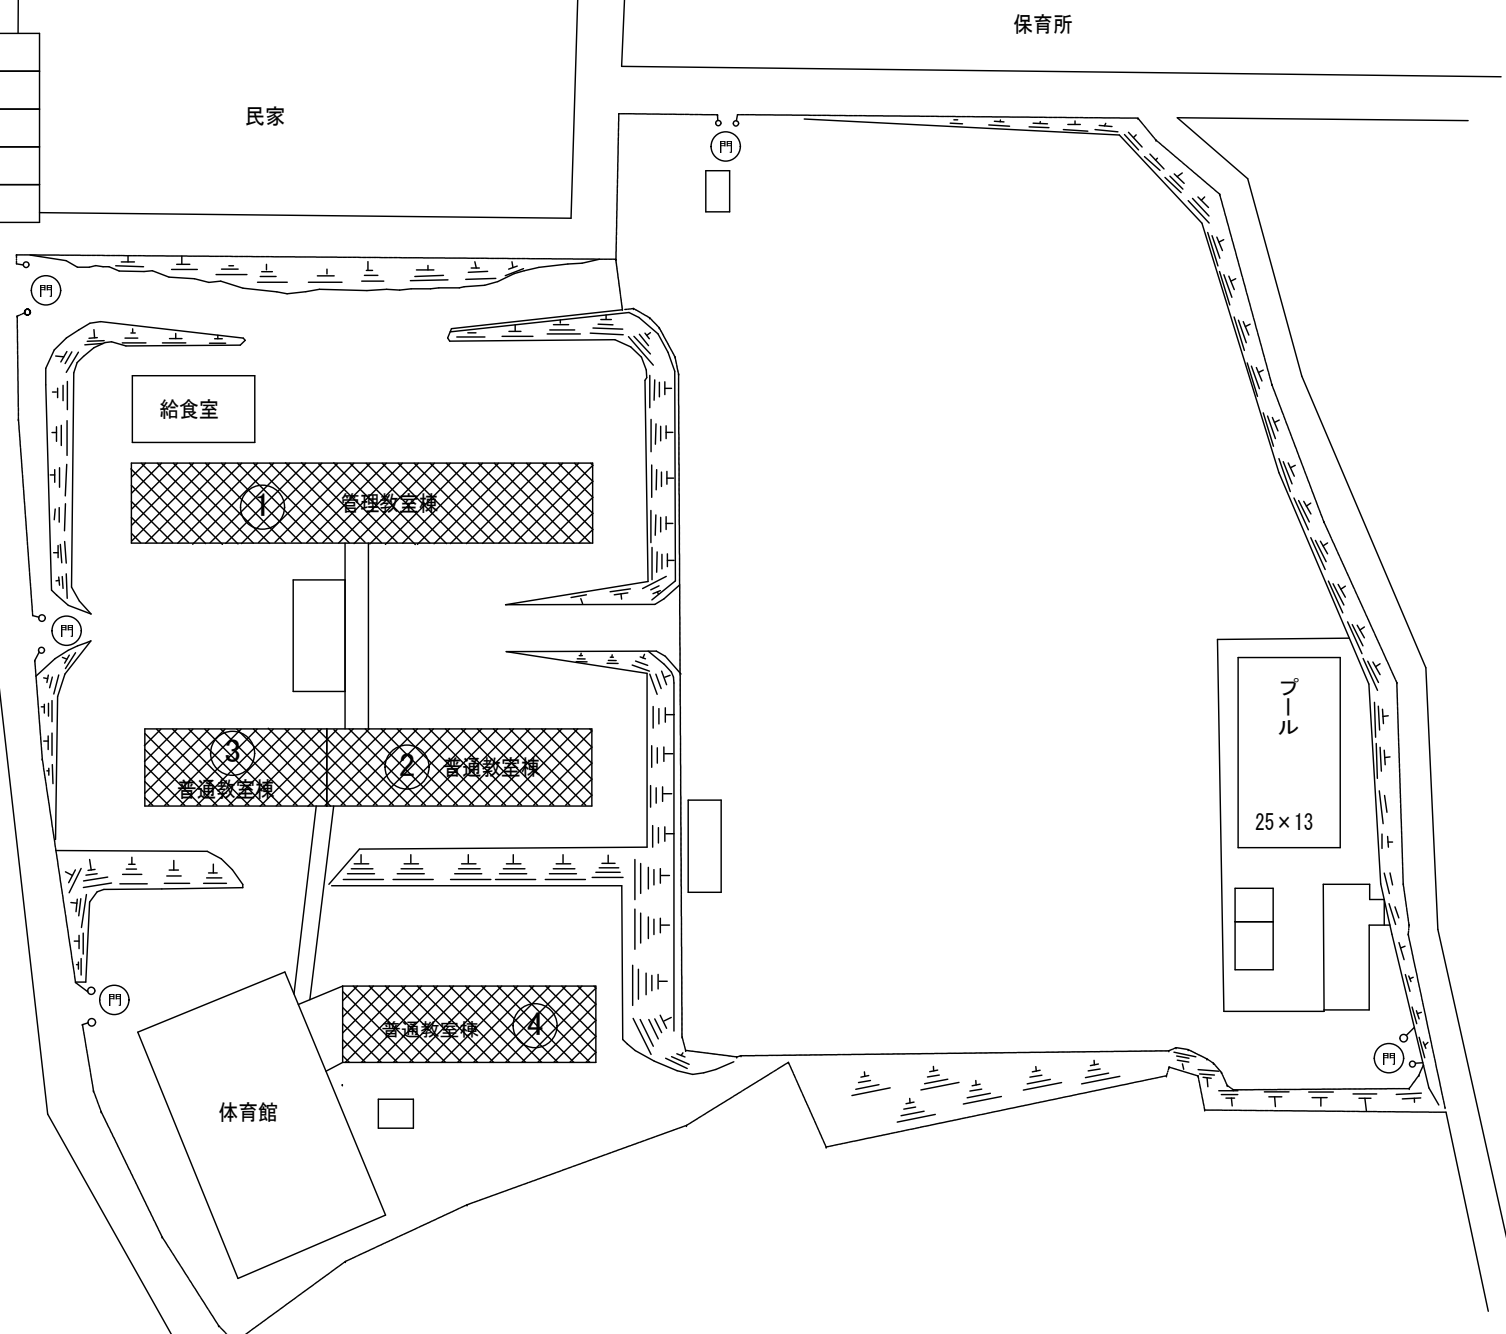 保育所
民家
門
門
給食室
① 管理教室棟
門
プール
③
普通教室棟
② 普通教室棟
25×13
門
普通教室棟 ④
門
体育館